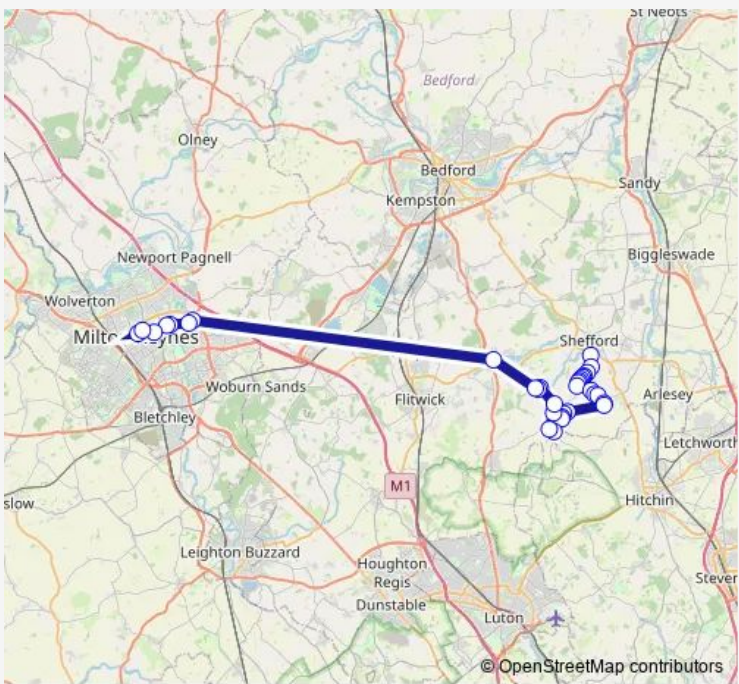 St Neots
Bedford
Olney
Bedford
Kempston
Sandy
Newport Pagnell
Biggleswade
Wolverton
Milton Keynes
Shefford
Woburn Sands
Flitwick
Arlesey
Bletchley
Letchworth
M1
slow
Hitchin
Leighton Buzzard
Houghton
Regis
Steven
Dunstable
Luton
© OpenStreetMap contributors